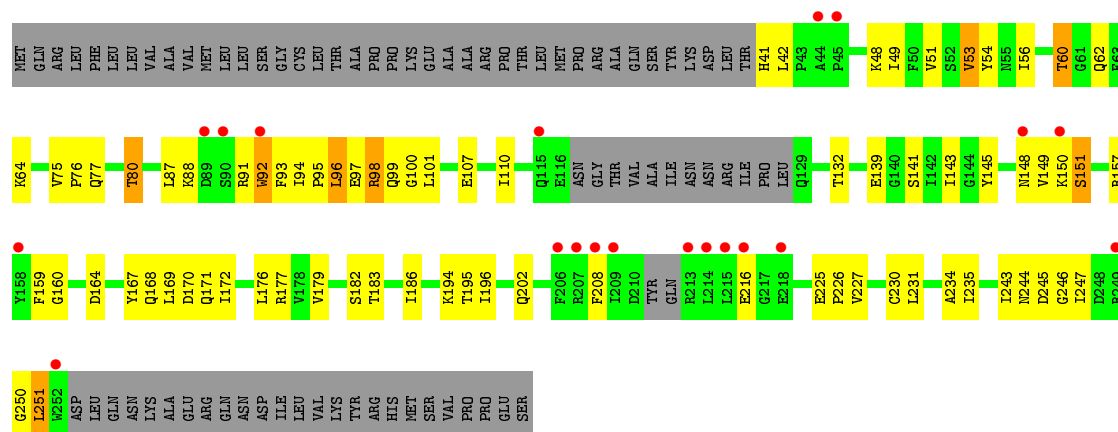 MET GLN ARG LEU PHE LEU LEU VAL ALA VAL MET LEU LEU SER GLY CYS LEU THR ALA PRO PRO LYS GLU ALA ALA ARG PRO THR LEU MET PRO ARG ALA GLN SER TYR LYS ASP LEU THR H41 L42 P43 A44 P45 K48 I49 F50 V51 S52 V53 Y54 N55 I56 T60 G61 Q62 F63
K64 V75 P76 Q77 T80 L87 K88 D89 S90 R91 W92 F93 I94 P95 L96 E97 R98 Q99 G100 L101 E107 I110 Q115 E116 ASN GLY THR VAL ALA ILE ASN ASN ARG ILE PRO LEU Q129 T132 E139 G140 S141 I142 I143 G144 Y145 N148 V149 K150 S151 R157
Y158 F159 G160 D164 Y167 Q168 L169 D170 Q171 I172 L176 R177 V178 V179 S182 T183 I186 K194 T195 I196 Q202 F206 R207 F208 I209 D210 TYR GLN R213 L214 L215 E216 G217 E218 E225 P226 V227 C230 L231 A234 I235 I243 N244 D245 G246 I247 D248 R249
G250 L251 W252 ASP LEU GLN ASN LYS ALA GLU ARG GLN ASN ASP ILE LEU VAL LYS TYR ARG HIS MET SER VAL PRO PRO GLU SER